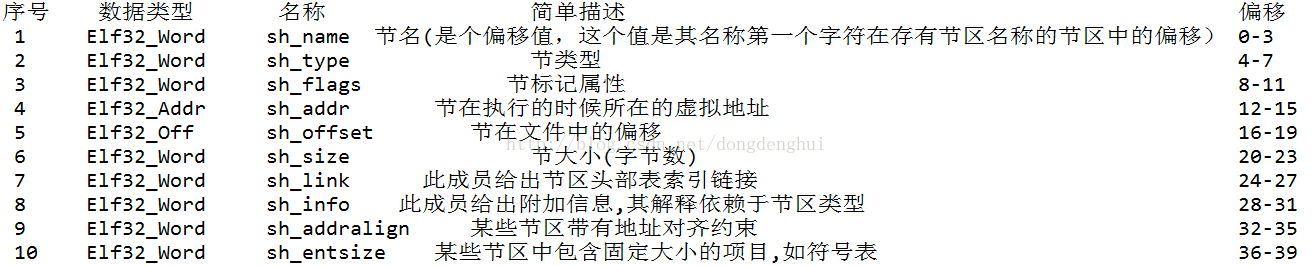 序号 数据类型 名称 简单描述 偏移
1 Elf32_Word sh_name 节名(是个偏移值，这个值是其名称第一个字符在存有节区名称的节区中的偏移） 0-3
2 Elf32_Word sh_type 节类型 4-7
3 Elf32_Word sh_flags 节标记属性 8-11
4 Elf32_Addr sh_addr 节在执行的时候所在的虚拟地址 12-15
5 Elf32_Off sh_offset 节在文件中的偏移 16-19
http://blog.csdn.net/dongdenghui
6 Elf32_Word sh_size 节大小(字节数) 20-23
7 Elf32_Word sh_link 此成员给出节区头部表索引链接 24-27
8 Elf32_Word sh_info 此成员给出附加信息,其解释依赖于节区类型 28-31
9 Elf32_Word sh_addralign 某些节区带有地址对齐约束 32-35
10 Elf32_Word sh_entsize 某些节区中包含固定大小的项目,如符号表 36-39